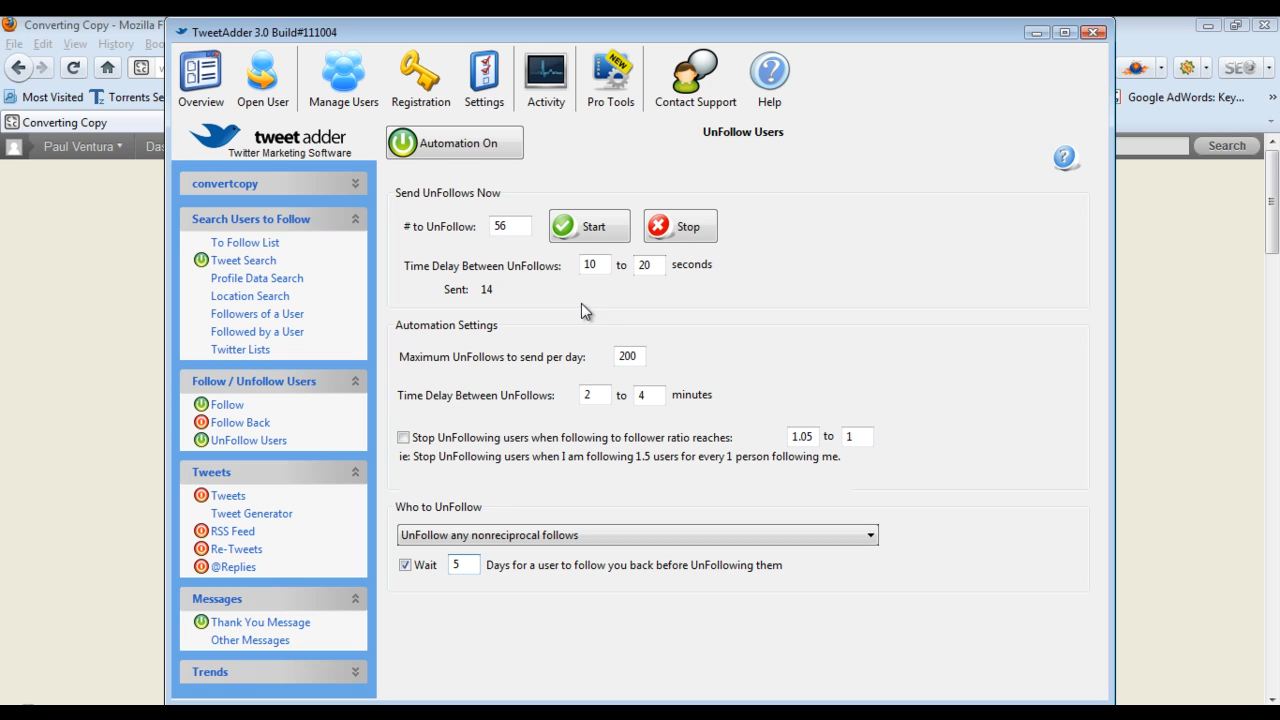 Converting Copy - Mozilla F
TweetAdder 3.0 Build#111004
File Edit View History Boo
Overview Open User Manage Users Registration Settings Activity Pro Tools Contact Support Help
NEW
SEO
Most Visited Torrents Se
Google AdWords: Key... »
Converting Copy
Paul Ventura Das
Search
tweet adder
Twitter Marketing Software
Automation On
UnFollow Users
convertcopy
Search Users to Follow
To Follow List
Tweet Search
Profile Data Search
Location Search
Followers of a User
Followed by a User
Twitter Lists
Follow / Unfollow Users
Follow
Follow Back
UnFollow Users
Tweets
Tweets
Tweet Generator
RSS Feed
Re-Tweets
@Replies
Messages
Thank You Message
Other Messages
Trends
Send UnFollows Now
# to UnFollow: 56 Start Stop
Time Delay Between UnFollows: 10 to 20 seconds
Sent: 14
Automation Settings
Maximum UnFollows to send per day: 200
Time Delay Between UnFollows: 2 to 4 minutes
Stop UnFollowing users when following to follower ratio reaches: 1.05 to 1
ie: Stop UnFollowing users when I am following 1.5 users for every 1 person following me.
Who to UnFollow
UnFollow any nonreciprocal follows
Wait 5 Days for a user to follow you back before UnFollowing them